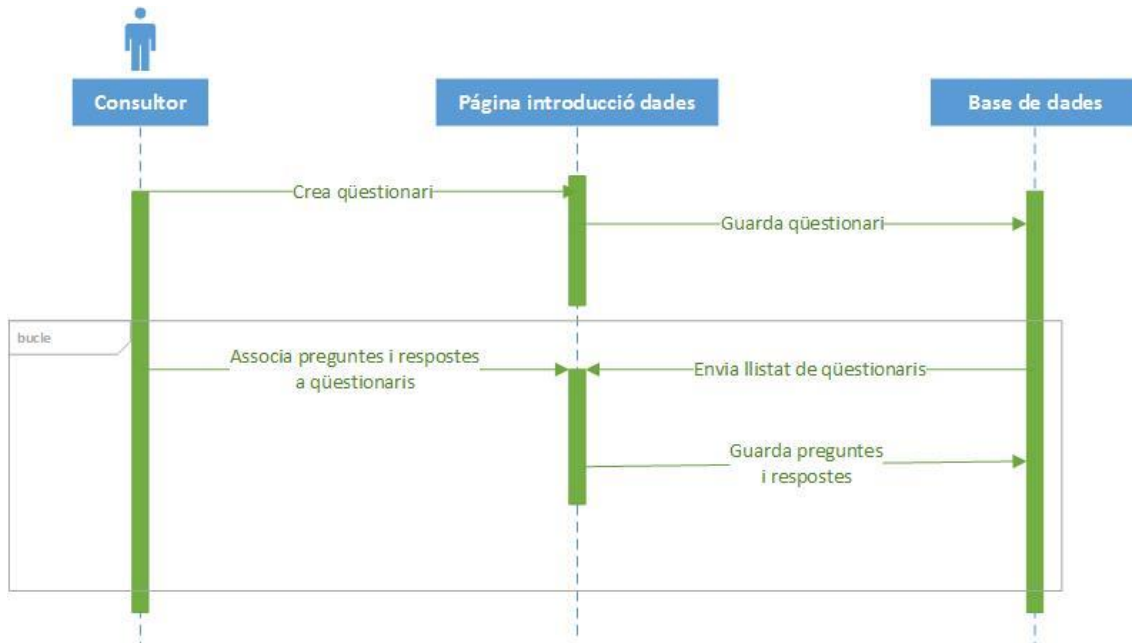 Consultor
Página introducció dades
Base de dades
Crea qüestionari
Guarda qüestionari
bucle
Associa preguntes i respostes
a qüestionaris
Envia llistat de qüestionaris
Guarda preguntes
i respostes